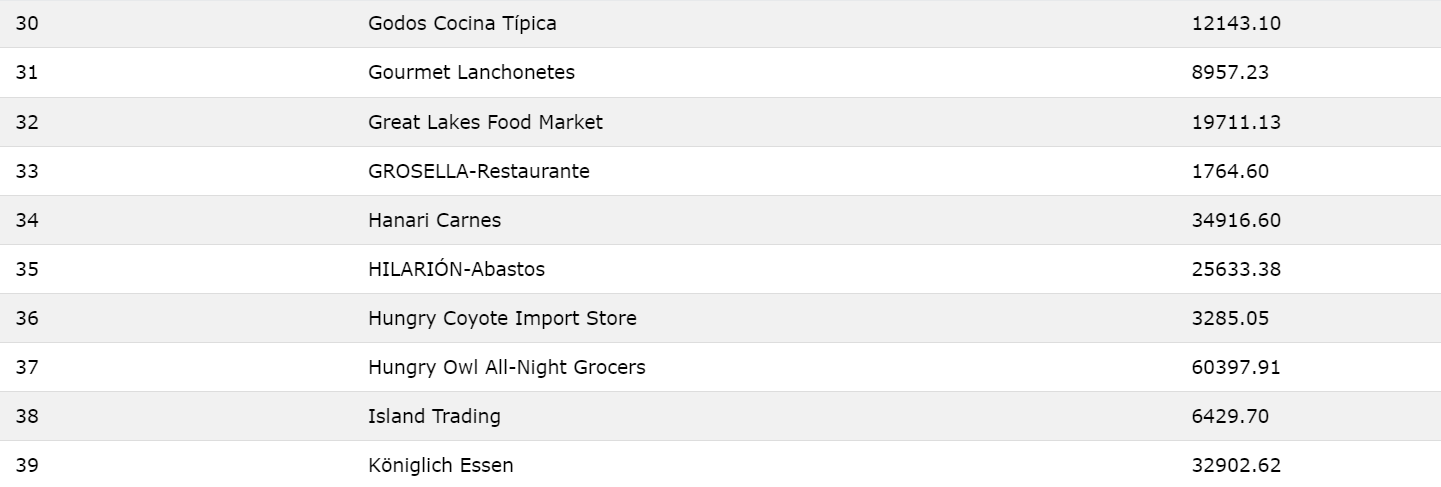 30 Godos Cocina Típica 12143.10
31 Gourmet Lanchonetes 8957.23
32 Great Lakes Food Market 19711.13
33 GROSELLA-Restaurante 1764.60
34 Hanari Carnes 34916.60
35 HILARIÓN-Abastos 25633.38
36 Hungry Coyote Import Store 3285.05
37 Hungry Owl All-Night Grocers 60397.91
38 Island Trading 6429.70
39 Königlich Essen 32902.62